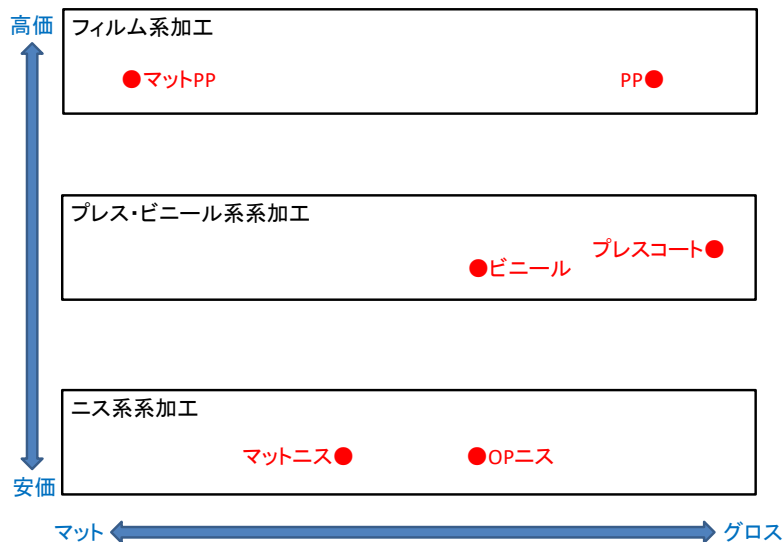 高価
フィルム系加工
●マットPP
PP●
プレス・ビニール系系加工
プレスコート●
●ビニール
ニス系系加工
マットニス●
●OPニス
安価
マット
グロス